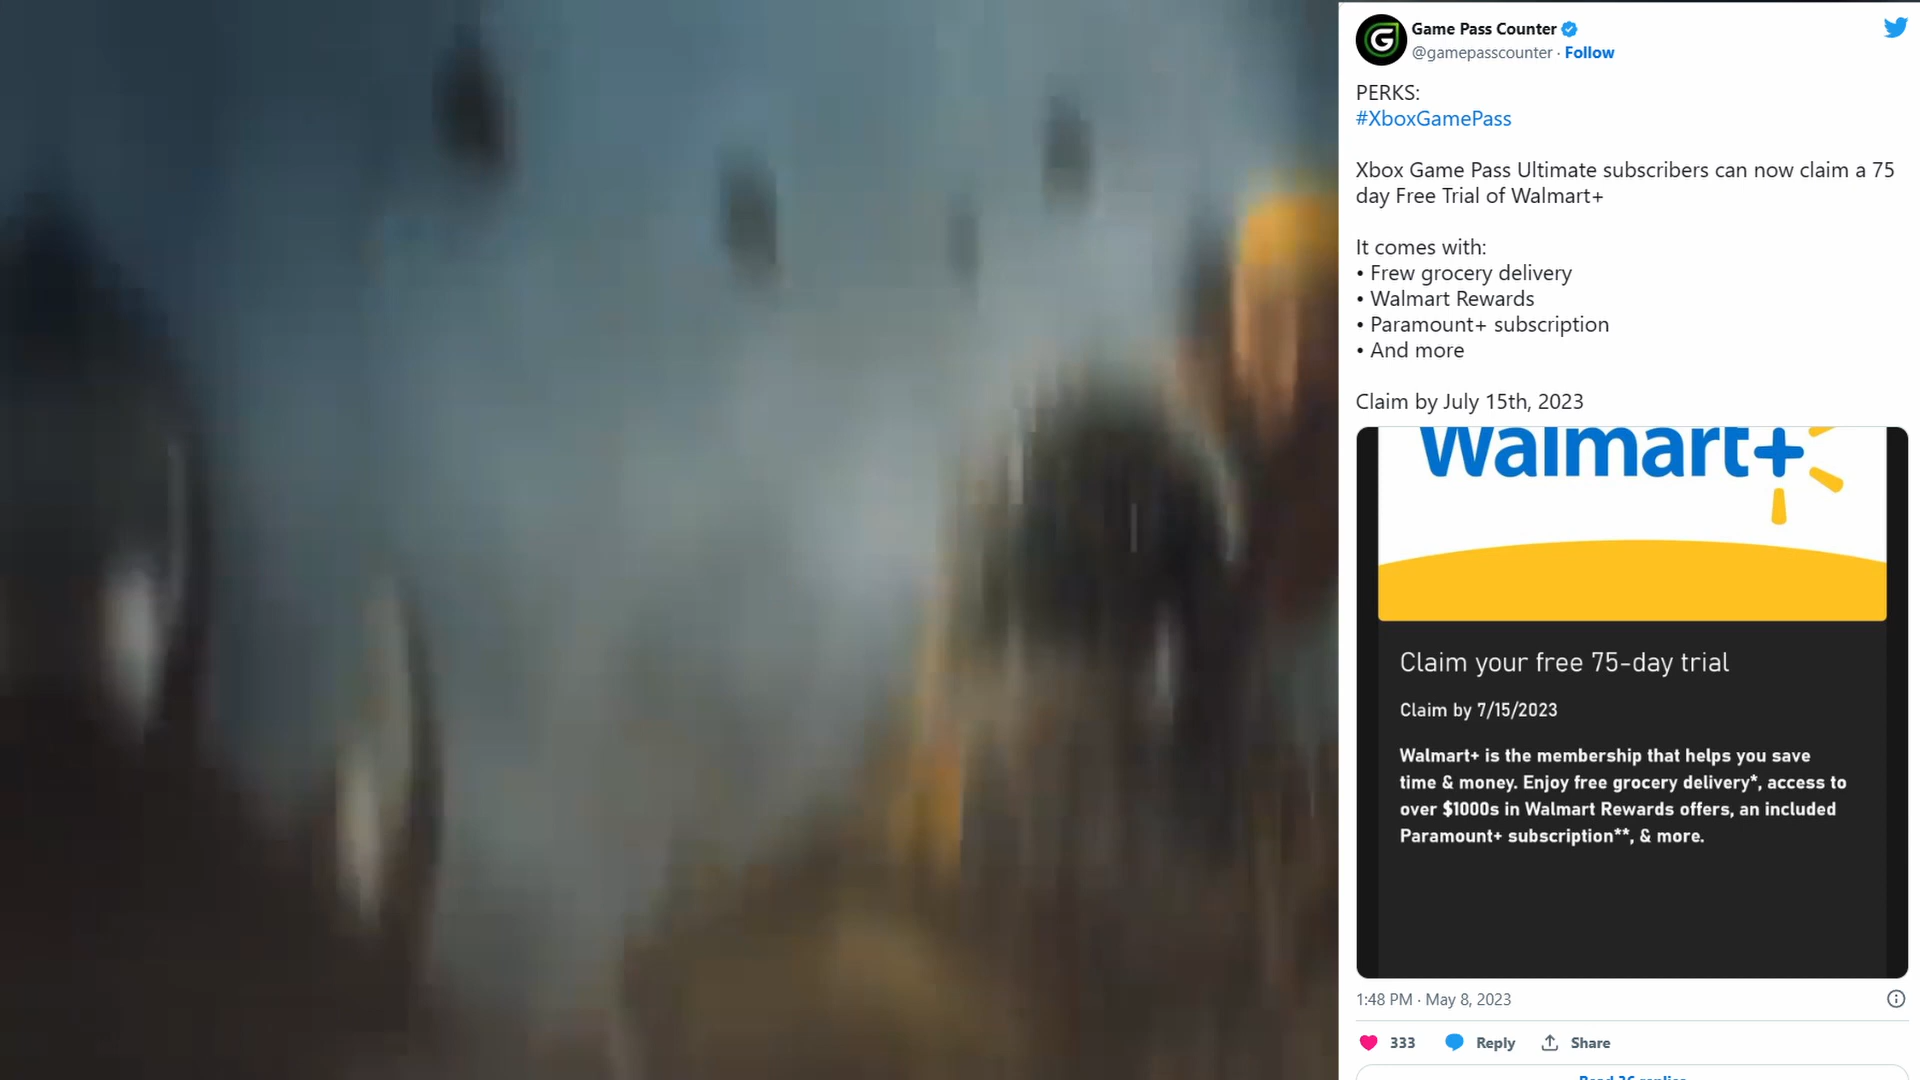 Game Pass Counter
@gamepasscounter · Follow
PERKS:
#XboxGamePass
Xbox Game Pass Ultimate subscribers can now claim a 75
day Free Trial of Walmart+
It comes with:
• Frew grocery delivery
• Walmart Rewards
• Paramount+ subscription
• And more
Claim by July 15th, 2023
Walmart+
Claim your free 75-day trial
Claim by 7/15/2023
Walmart+ is the membership that helps you save
time & money. Enjoy free grocery delivery*, access to
over $1000s in Walmart Rewards offers, an included
Paramount+ subscription**, & more.
1:48 PM · May 8, 2023
333 Reply Share
Read 36 replies